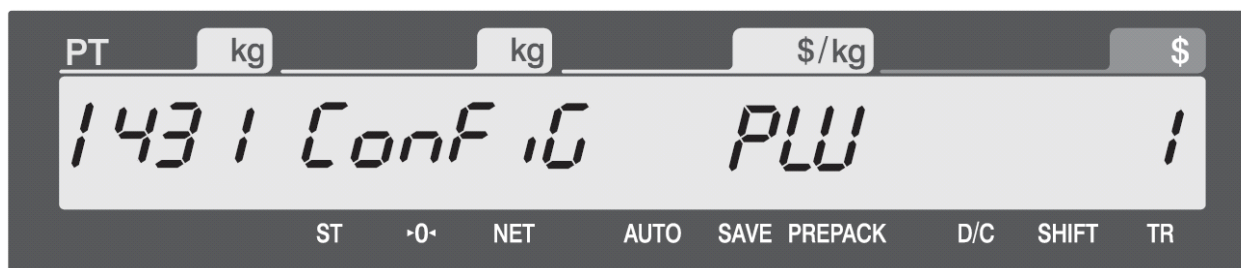 PT kg kg $/kg $
1431 ConFiG PLU 1
ST ▸0◂ NET AUTO SAVE PREPACK D/C SHIFT TR